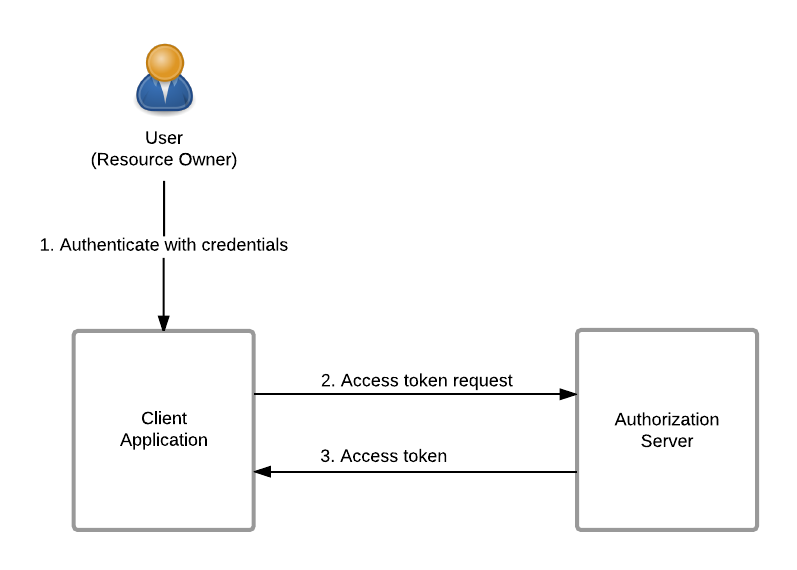 User
(Resource Owner)
1. Authenticate with credentials
2. Access token request
Client
Application
Authorization
Server
3. Access token